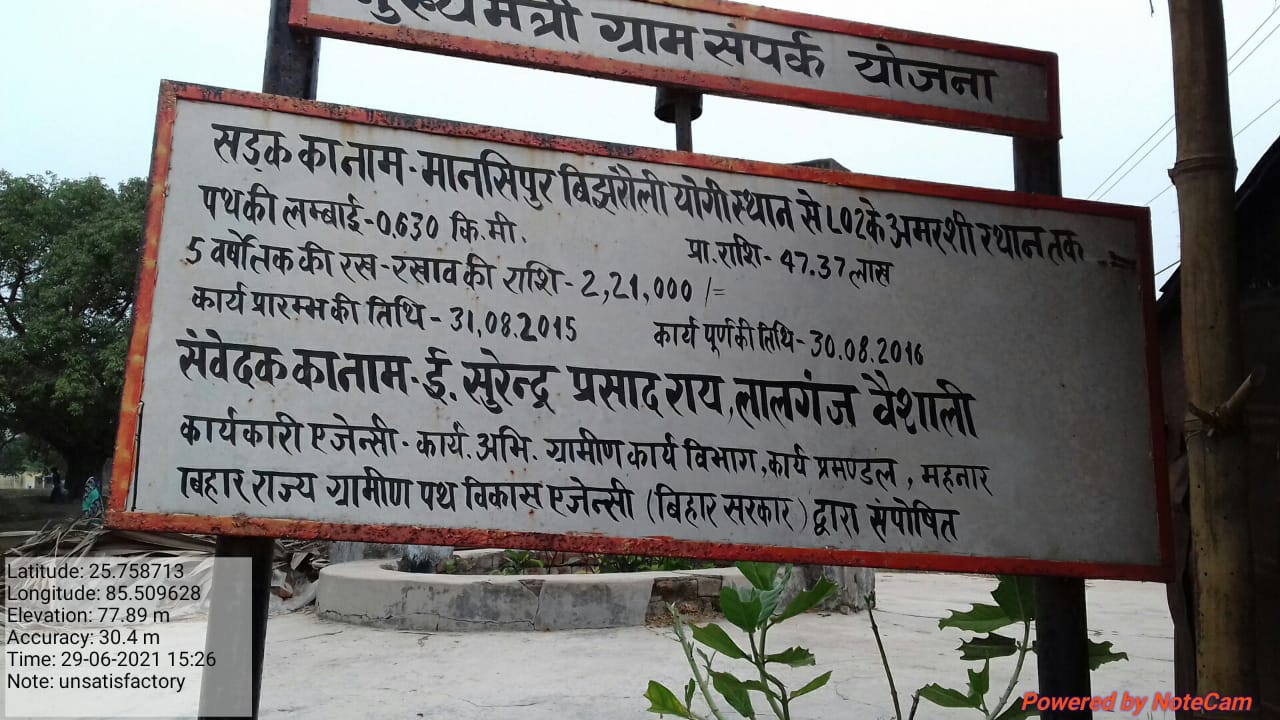 मुख्यमंत्री ग्राम संपर्क योजना
सड़क का नाम - मानसिपुर बिझरौली योगी स्थान से L02 के अमरशी स्थान तक
पथ की लम्बाई - 0.630 कि.मी. प्रा. राशि - 47.37 लाख
5 वर्षो तक की रख - रखाव की राशि - 2,21,000 /=
कार्य प्रारम्भ की तिथि - 31.08.2015 कार्य पूर्ण की तिथि - 30.08.2016
संवेदक का नाम - ई. सुरेन्द्र प्रसाद राय, लालगंज वैशाली
कार्यकारी एजेन्सी - कार्य. अभि. ग्रामीण कार्य विभाग, कार्य प्रमण्डल, महनार
बिहार राज्य ग्रामीण पथ विकास एजेन्सी (बिहार सरकार) द्वारा संपोषित
Latitude: 25.758713
Longitude: 85.509628
Elevation: 77.89 m
Accuracy: 30.4 m
Time: 29-06-2021 15:26
Note: unsatisfactory
Powered by NoteCam